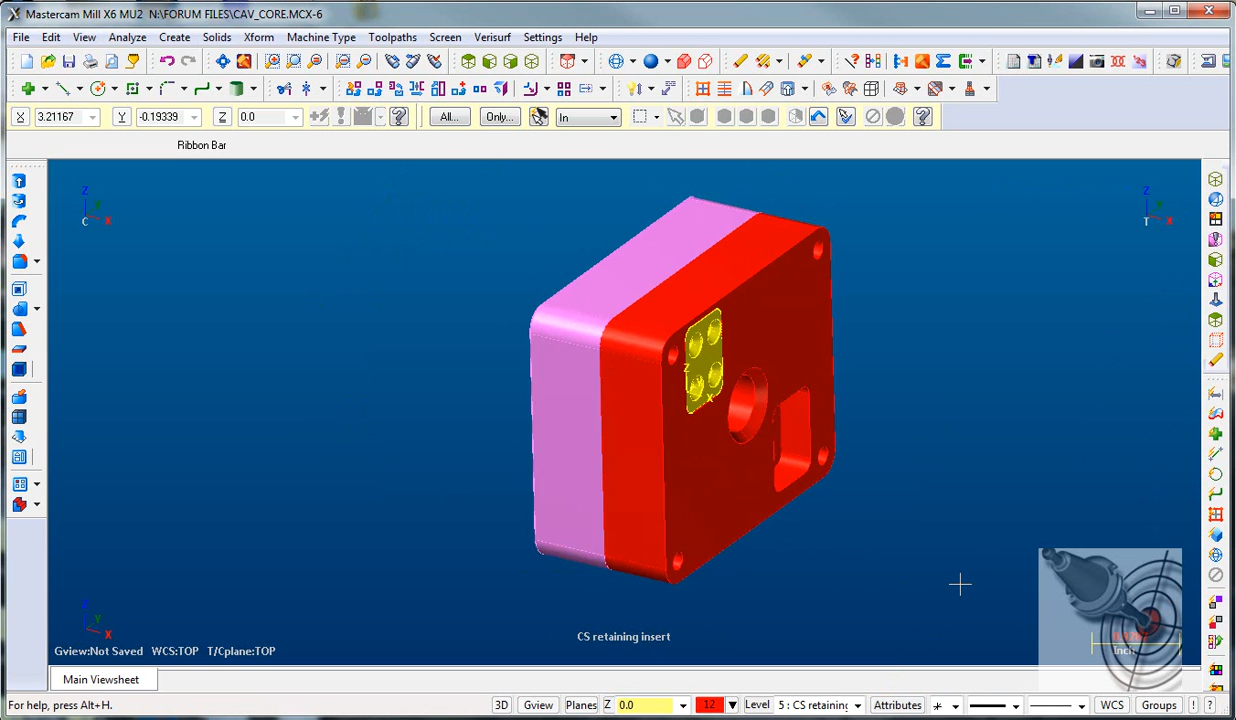 Mastercam Mill X6 MU2 N:\FORUM FILES\CAV_CORE.MCX-6
File Edit View Analyze Create Solids Xform Machine Type Toolpaths Screen Verisurf Settings Help
X 3.21167 Y -0.19339 Z 0.0 All... Only... In
Ribbon Bar
Z
X
C
Z
X
T
Z
X
CS retaining insert
Y
X
Gview:Not Saved WCS:TOP T/Cplane:TOP
Inch
Main Viewsheet
For help, press Alt+H. 3D Gview Planes Z 0.0 12 Level 5 : CS retaining Attributes WCS Groups ! ?